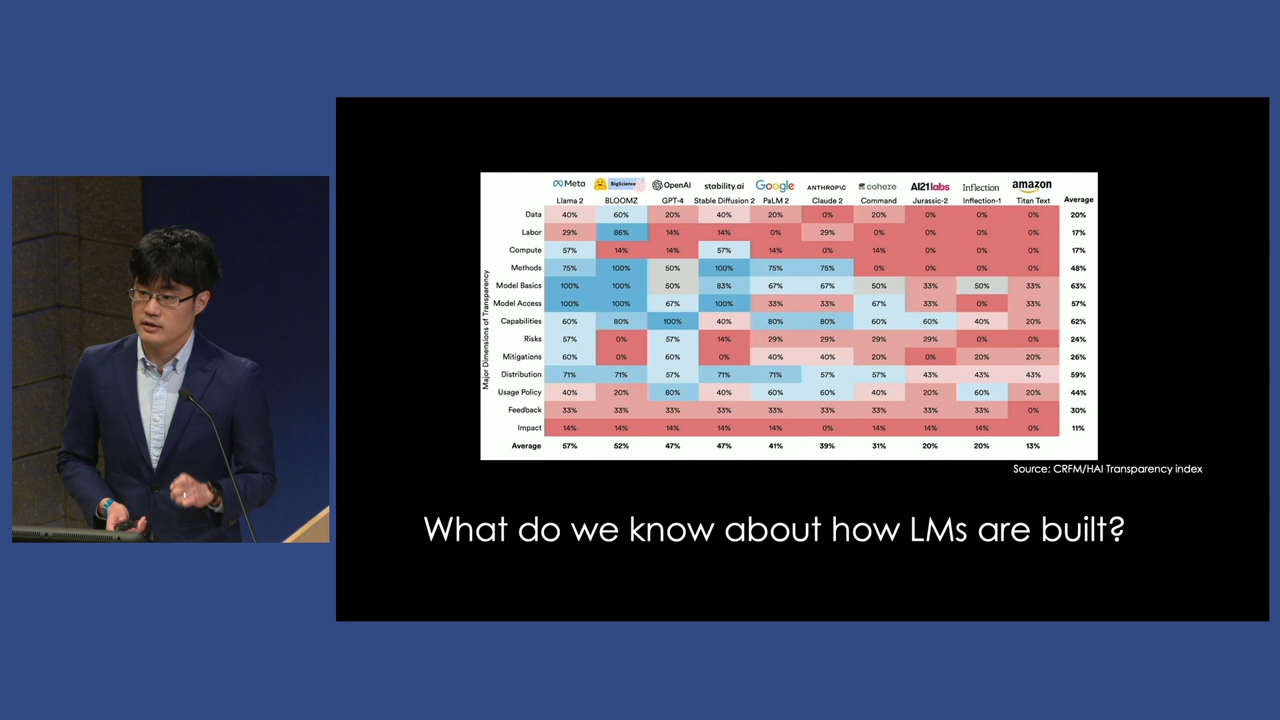 Meta BigScience OpenAI stability.ai Google ANTHROP\C cohere AI21labs Inflection amazon
Llama 2 BLOOMZ GPT-4 Stable Diffusion 2 PaLM 2 Claude 2 Command Jurassic-2 Inflection-1 Titan Text Average
Major Dimensions of Transparency
Data 40% 60% 20% 40% 20% 0% 20% 0% 0% 0% 20%
Labor 29% 86% 14% 14% 0% 29% 0% 0% 0% 0% 17%
Compute 57% 14% 14% 57% 14% 0% 14% 0% 0% 0% 17%
Methods 75% 100% 50% 100% 75% 75% 0% 0% 0% 0% 48%
Model Basics 100% 100% 50% 83% 67% 67% 50% 33% 50% 33% 63%
Model Access 100% 100% 67% 100% 33% 33% 67% 33% 0% 33% 57%
Capabilities 60% 80% 100% 40% 80% 80% 60% 60% 40% 20% 62%
Risks 57% 0% 57% 14% 29% 29% 29% 29% 0% 0% 24%
Mitigations 60% 0% 60% 0% 40% 40% 20% 0% 20% 20% 26%
Distribution 71% 71% 57% 71% 71% 57% 57% 43% 43% 43% 59%
Usage Policy 40% 20% 80% 40% 60% 60% 40% 20% 60% 20% 44%
Feedback 33% 33% 33% 33% 33% 33% 33% 33% 33% 0% 30%
Impact 14% 14% 14% 14% 14% 0% 14% 14% 14% 0% 11%
Average 57% 52% 47% 47% 41% 39% 31% 20% 20% 13%
Source: CRFM/HAI Transparency index
What do we know about how LMs are built?